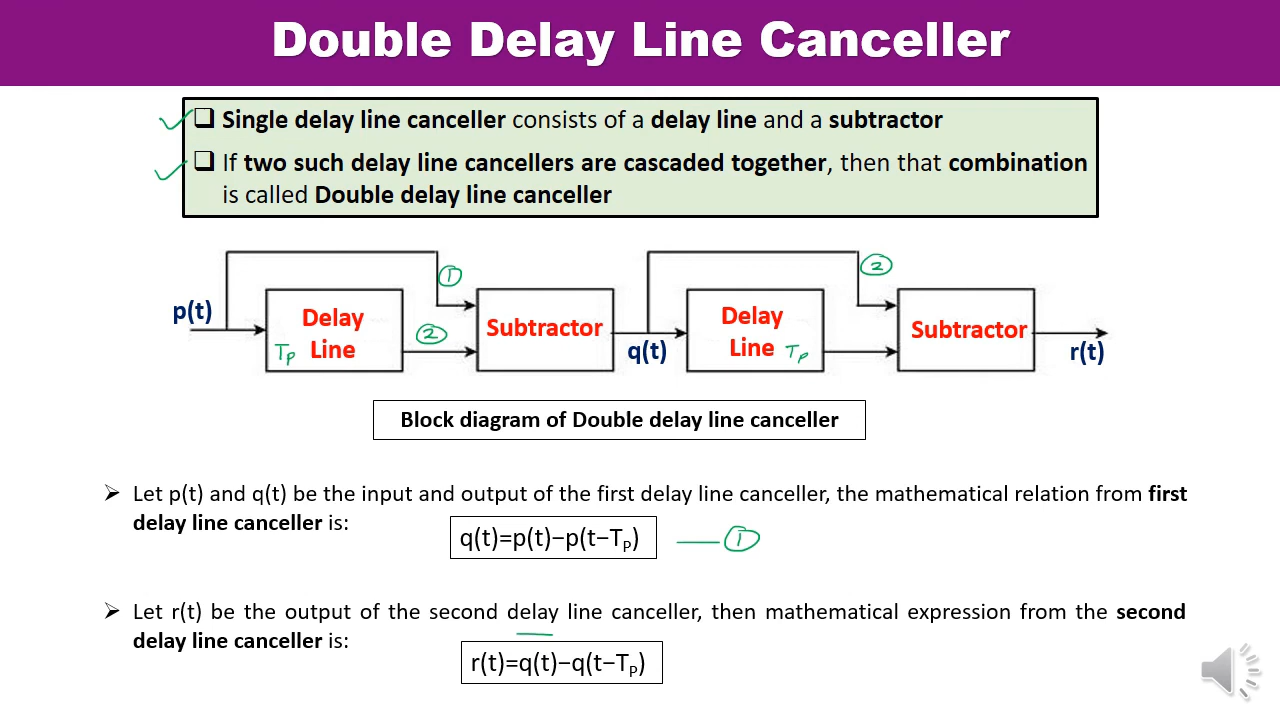 Double Delay Line Canceller
❑ Single delay line canceller consists of a delay line and a subtractor
❑ If two such delay line cancellers are cascaded together, then that combination
is called Double delay line canceller
①
②
p(t)
Delay
Line
Tp
②
Subtractor
q(t)
Delay
Line Tp
Subtractor
r(t)
Block diagram of Double delay line canceller
➢ Let p(t) and q(t) be the input and output of the first delay line canceller, the mathematical relation from first
delay line canceller is:
q(t)=p(t)−p(t−TP) — ①
➢ Let r(t) be the output of the second delay line canceller, then mathematical expression from the second
delay line canceller is:
r(t)=q(t)−q(t−TP)